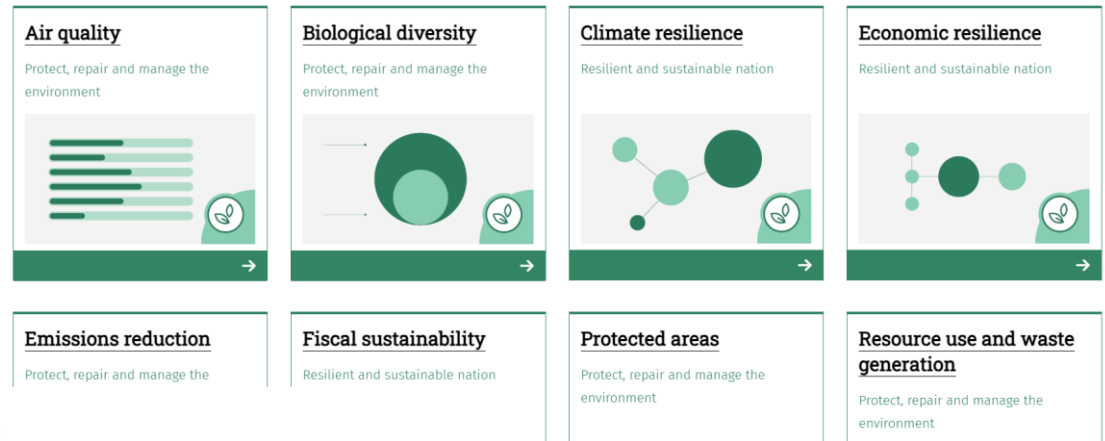 Air quality
Protect, repair and manage the
environment
Biological diversity
Protect, repair and manage the
environment
Climate resilience
Resilient and sustainable nation
Economic resilience
Resilient and sustainable nation
Emissions reduction
Protect, repair and manage the
Fiscal sustainability
Resilient and sustainable nation
Protected areas
Protect, repair and manage the
environment
Resource use and waste
generation
Protect, repair and manage the
environment